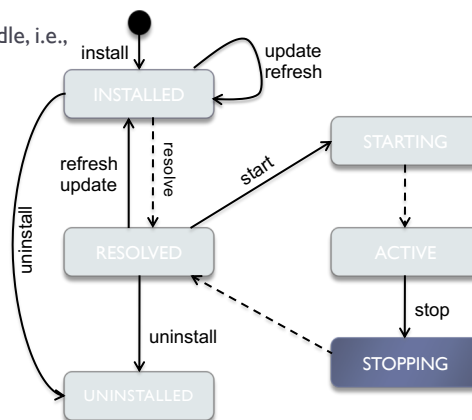 dle, i.e.,
install
update
refresh
INSTALLED
refresh
update
resolve
start
STARTING
uninstall
RESOLVED
ACTIVE
uninstall
stop
STOPPING
UNINSTALLED